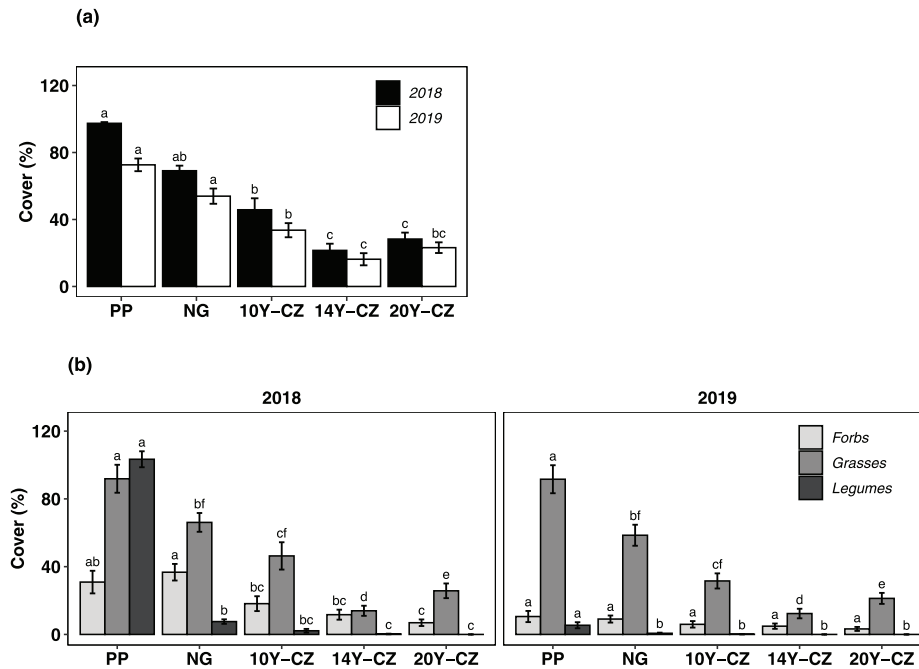 (a)
Cover (%)
120
80
40
0
2018
2019
a
a
ab
a
b
b
c
c
c
bc
PP
NG
10Y−CZ
14Y−CZ
20Y−CZ
(b)
2018
2019
Cover (%)
120
80
40
0
ab
a
a
a
bf
b
bc
cf
bc
bc
d
c
c
e
c
a
a
a
a
bf
b
a
cf
b
a
d
b
a
e
b
Forbs
Grasses
Legumes
PP
NG
10Y−CZ
14Y−CZ
20Y−CZ
PP
NG
10Y−CZ
14Y−CZ
20Y−CZ